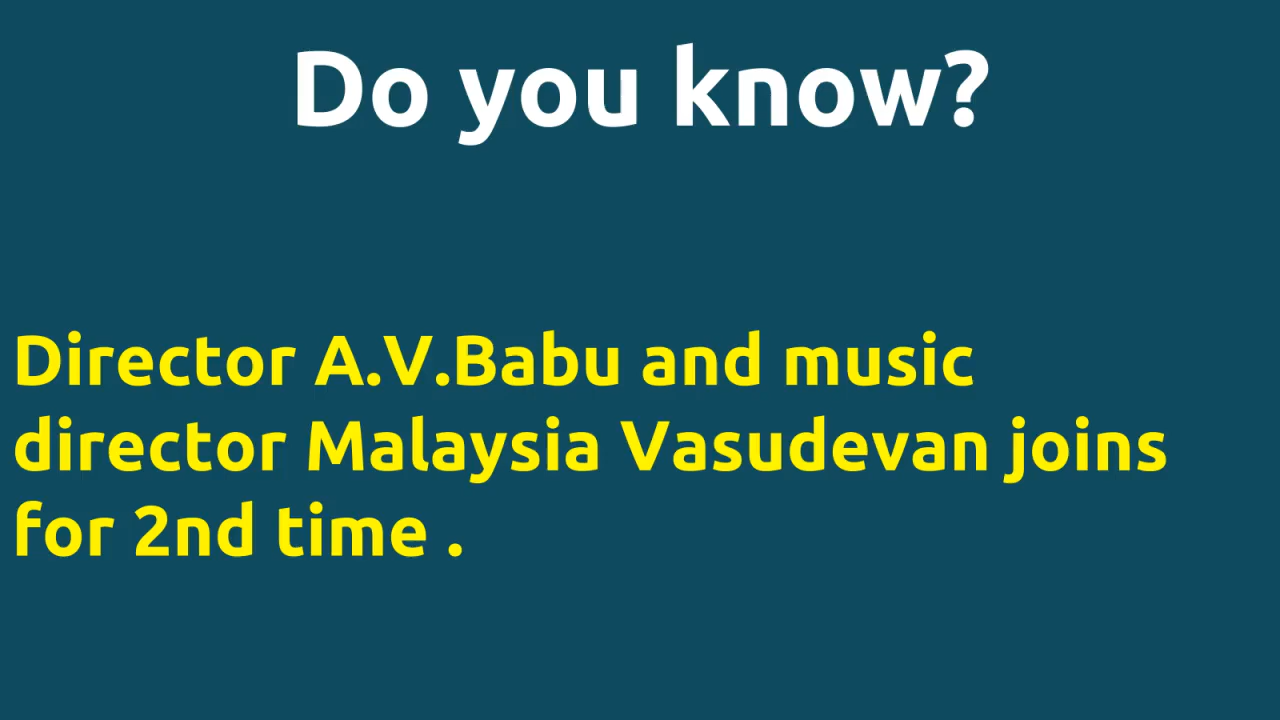 Do you know?
Director A.V.Babu and music
director Malaysia Vasudevan joins
for 2nd time .